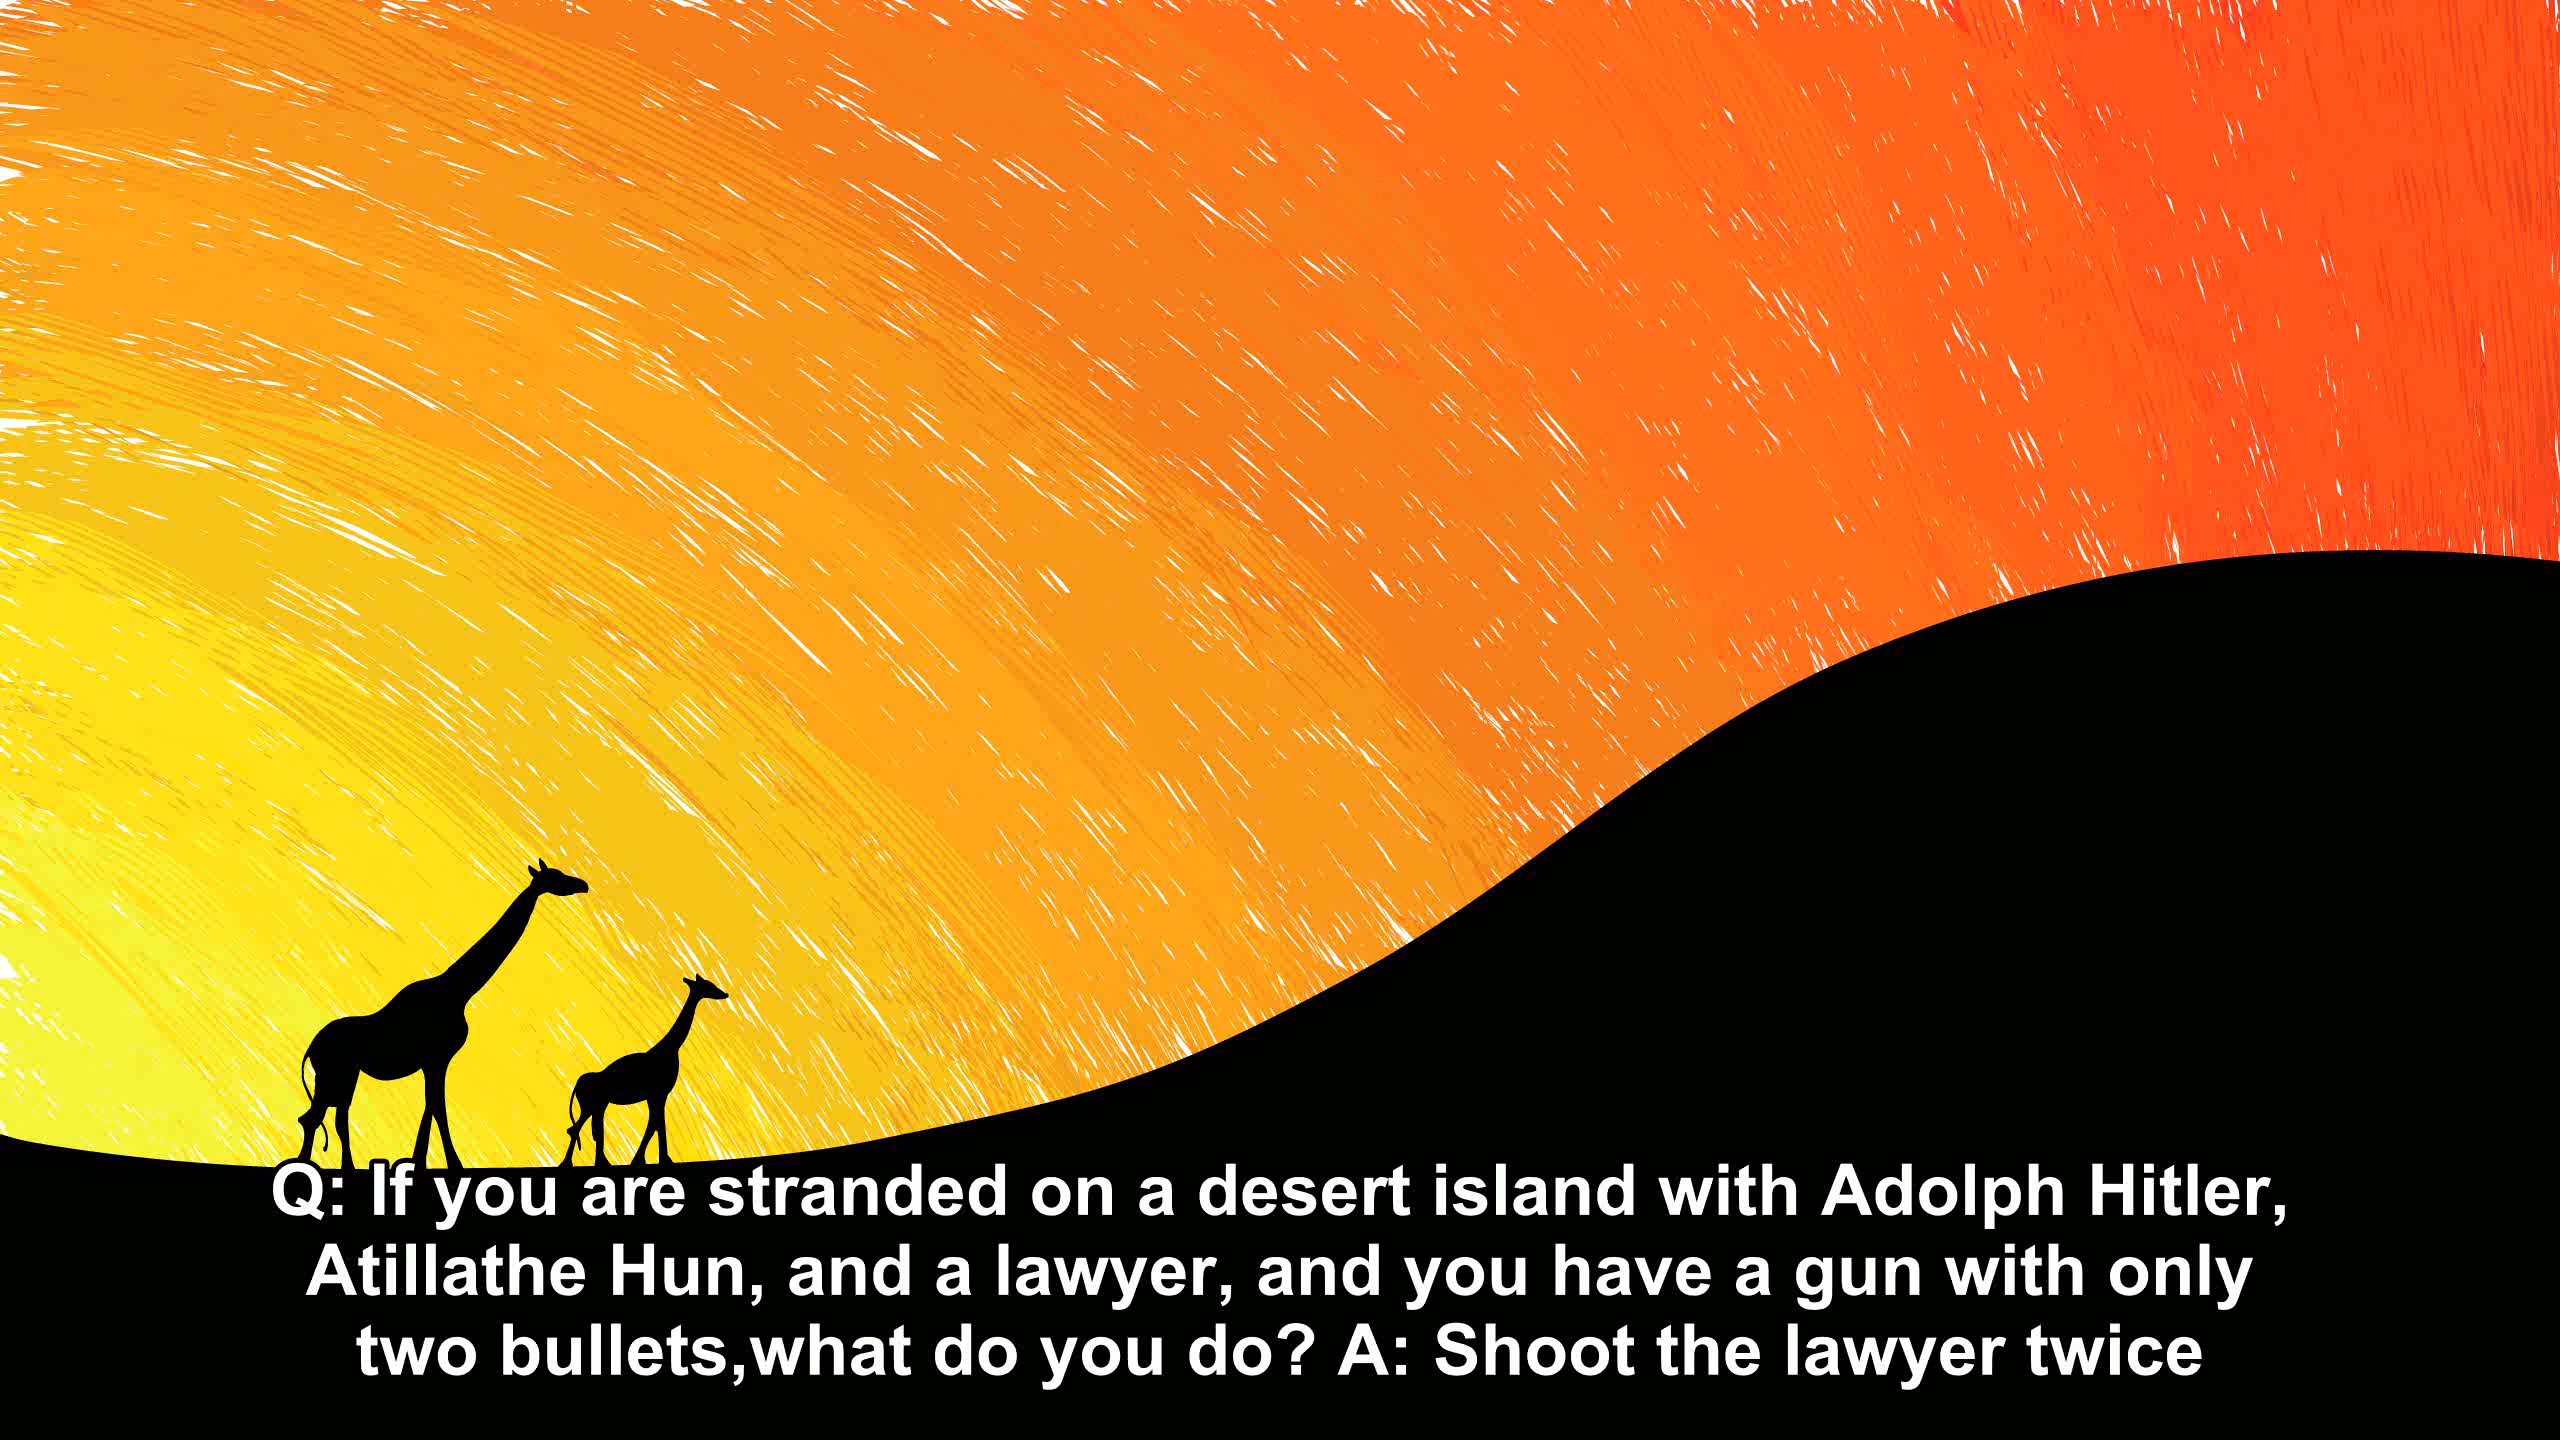 Q: If you are stranded on a desert island with Adolph Hitler,
Atillathe Hun, and a lawyer, and you have a gun with only
two bullets,what do you do? A: Shoot the lawyer twice